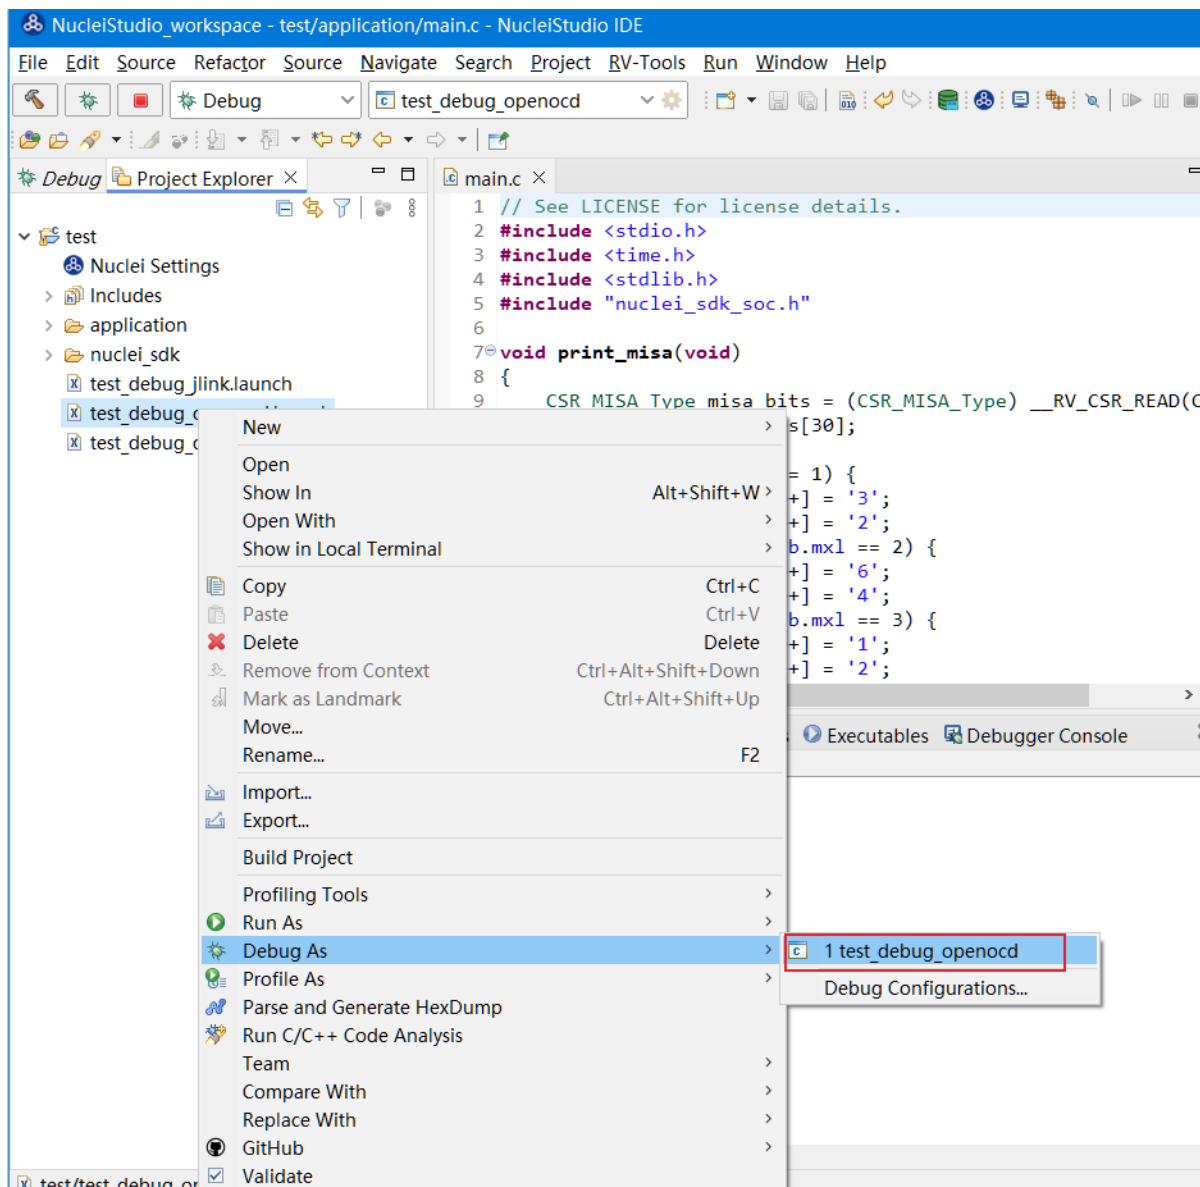 NucleiStudio_workspace - test/application/main.c - NucleiStudio IDE
File Edit Source Refactor Source Navigate Search Project RV-Tools Run Window Help
Debug test_debug_openocd
Debug Project Explorer
main.c
test
Nuclei Settings
Includes
application
nuclei_sdk
test_debug_jlink.launch
test_debug_
test_debug_
1 // See LICENSE for license details.
2 #include <stdio.h>
3 #include <time.h>
4 #include <stdlib.h>
5 #include "nuclei_sdk_soc.h"
6
7 void print_misa(void)
8 {
9 CSR_MISA_Type misa_bits = (CSR_MISA_Type) __RV_CSR_READ(
s[30];
= 1) {
+] = '3';
+] = '2';
b.mxl == 2) {
+] = '6';
+] = '4';
b.mxl == 3) {
+] = '1';
+] = '2';
Executables Debugger Console
New
Open
Show In Alt+Shift+W
Open With
Show in Local Terminal
Copy Ctrl+C
Paste Ctrl+V
Delete Delete
Remove from Context Ctrl+Alt+Shift+Down
Mark as Landmark Ctrl+Alt+Shift+Up
Move...
Rename... F2
Import...
Export...
Build Project
Profiling Tools
Run As
Debug As
Profile As
Parse and Generate HexDump
Run C/C++ Code Analysis
Team
Compare With
Replace With
GitHub
Validate
1 test_debug_openocd
Debug Configurations...
test/test_debug_o